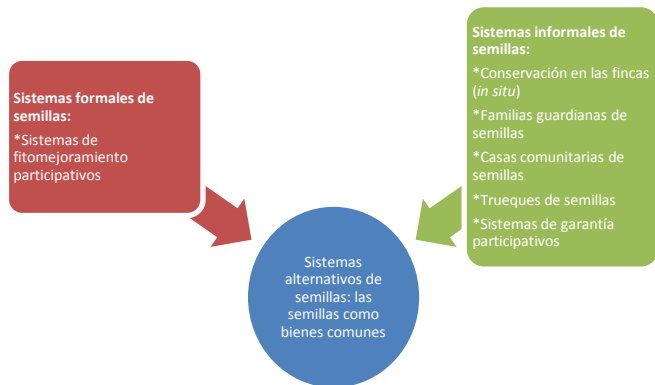 Sistemas formales de
semillas:
*Sistemas de
fitomejoramiento
participativos
Sistemas informales de
semillas:
*Conservación en las fincas
(in situ)
*Familias guardianas de
semillas
*Casas comunitarias de
semillas
*Trueques de semillas
*Sistemas de garantía
participativos
Sistemas
alternativos de
semillas: las
semillas como
bienes comunes